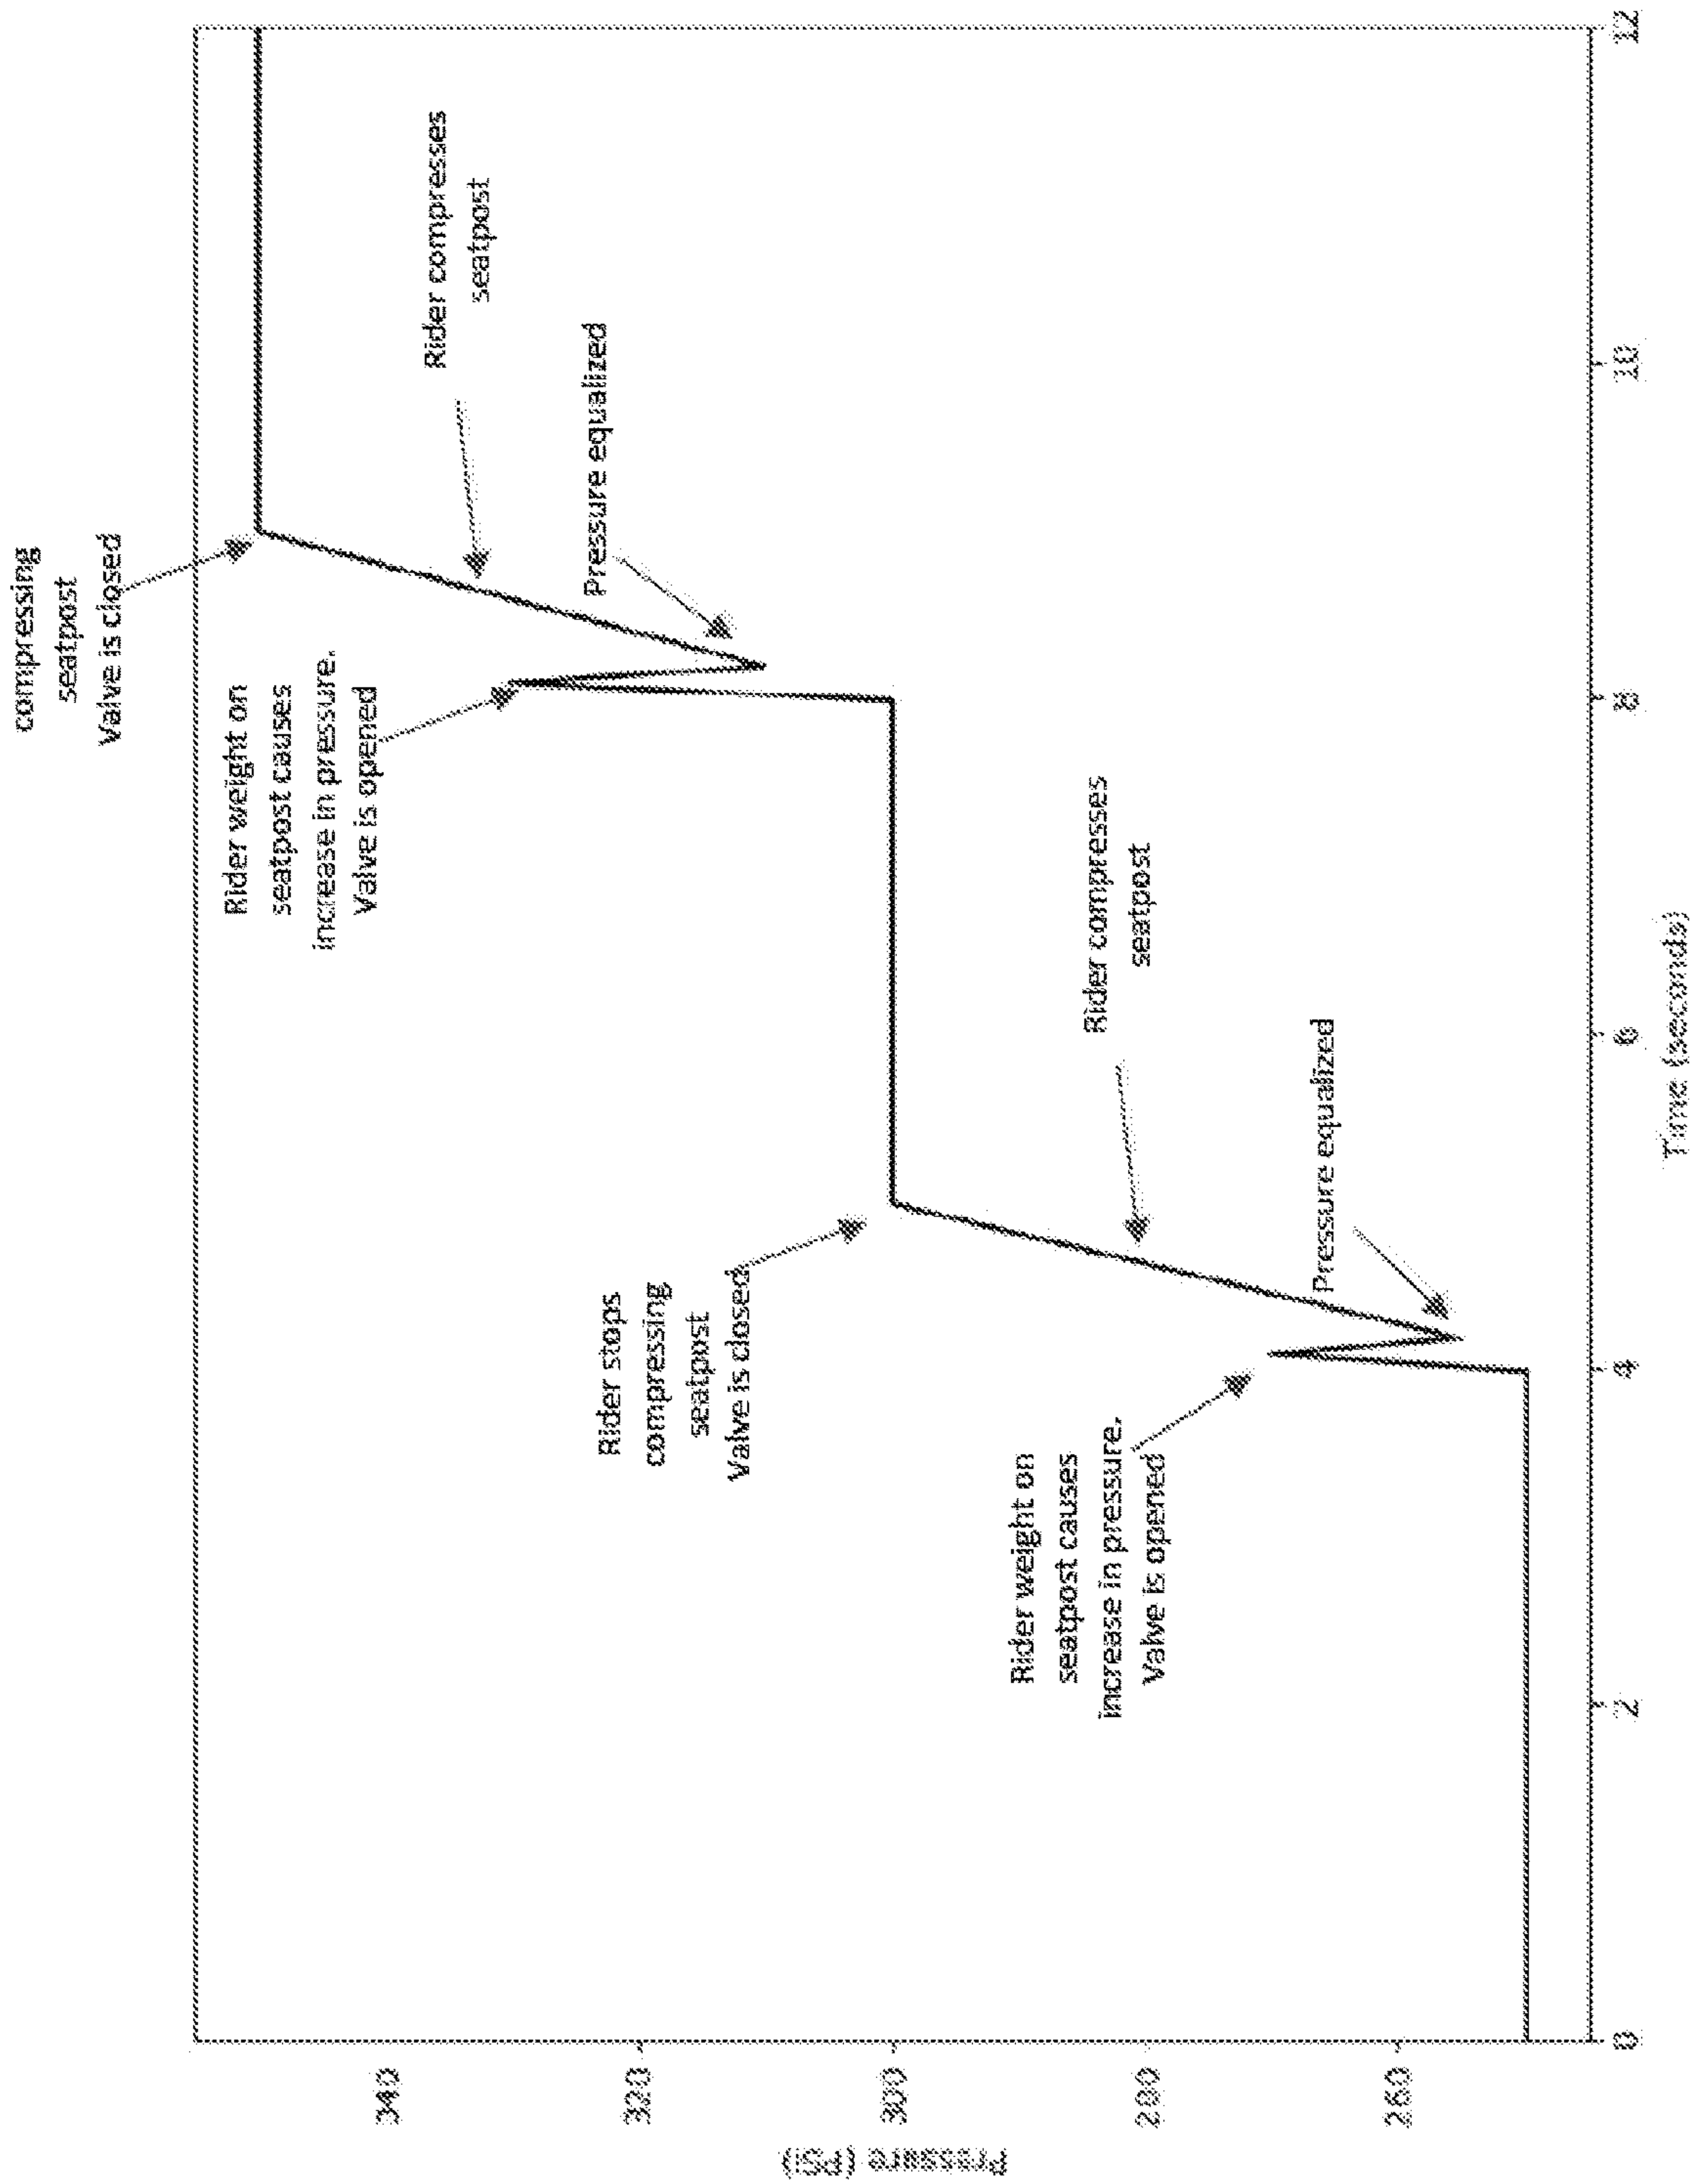 compressing
seatpost
Valve is closed
Rider weight on
seatpost causes
increase in pressure.
Valve is opened
Rider compresses
seatpost
Pressure equalized
Rider stops
compressing
seatpost
Valve is closed
Rider weight on
seatpost causes
increase in pressure.
Valve is opened
Rider compresses
seatpost
Pressure equalized
340
320
300
280
260
Pressure (PSI)
0
2
4
6
8
10
12
Time (seconds)